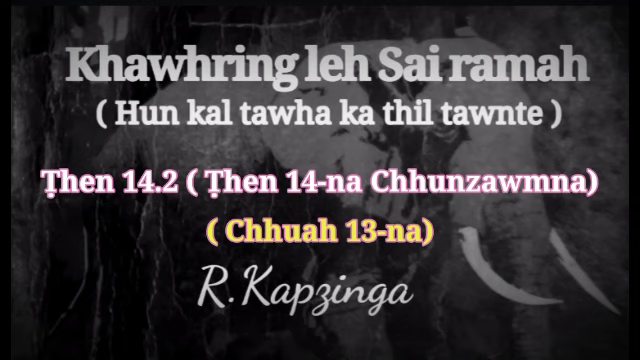 Khawhring leh Sai ramah
( Hun kal tawha ka thil tawnte )
Ṭhen 14.2 ( Ṭhen 14-na Chhunzawmna)
( Chhuah 13-na)
R.Kapzinga